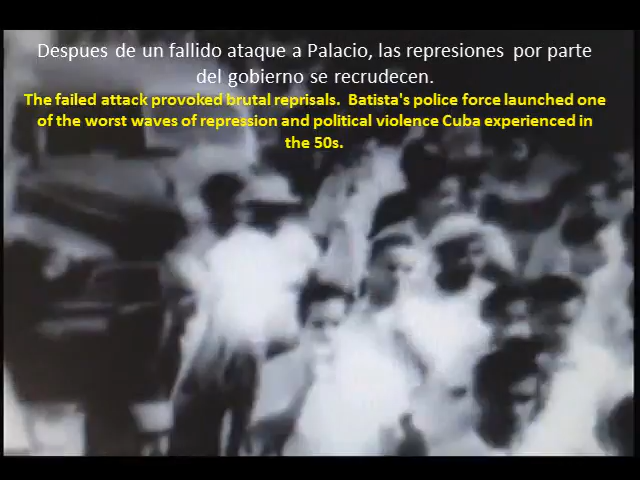 Despues de un fallido ataque a Palacio, las represiones por parte
del gobierno se recrudecen.
The failed attack provoked brutal reprisals. Batista's police force launched one
of the worst waves of repression and political violence Cuba experienced in
the 50s.